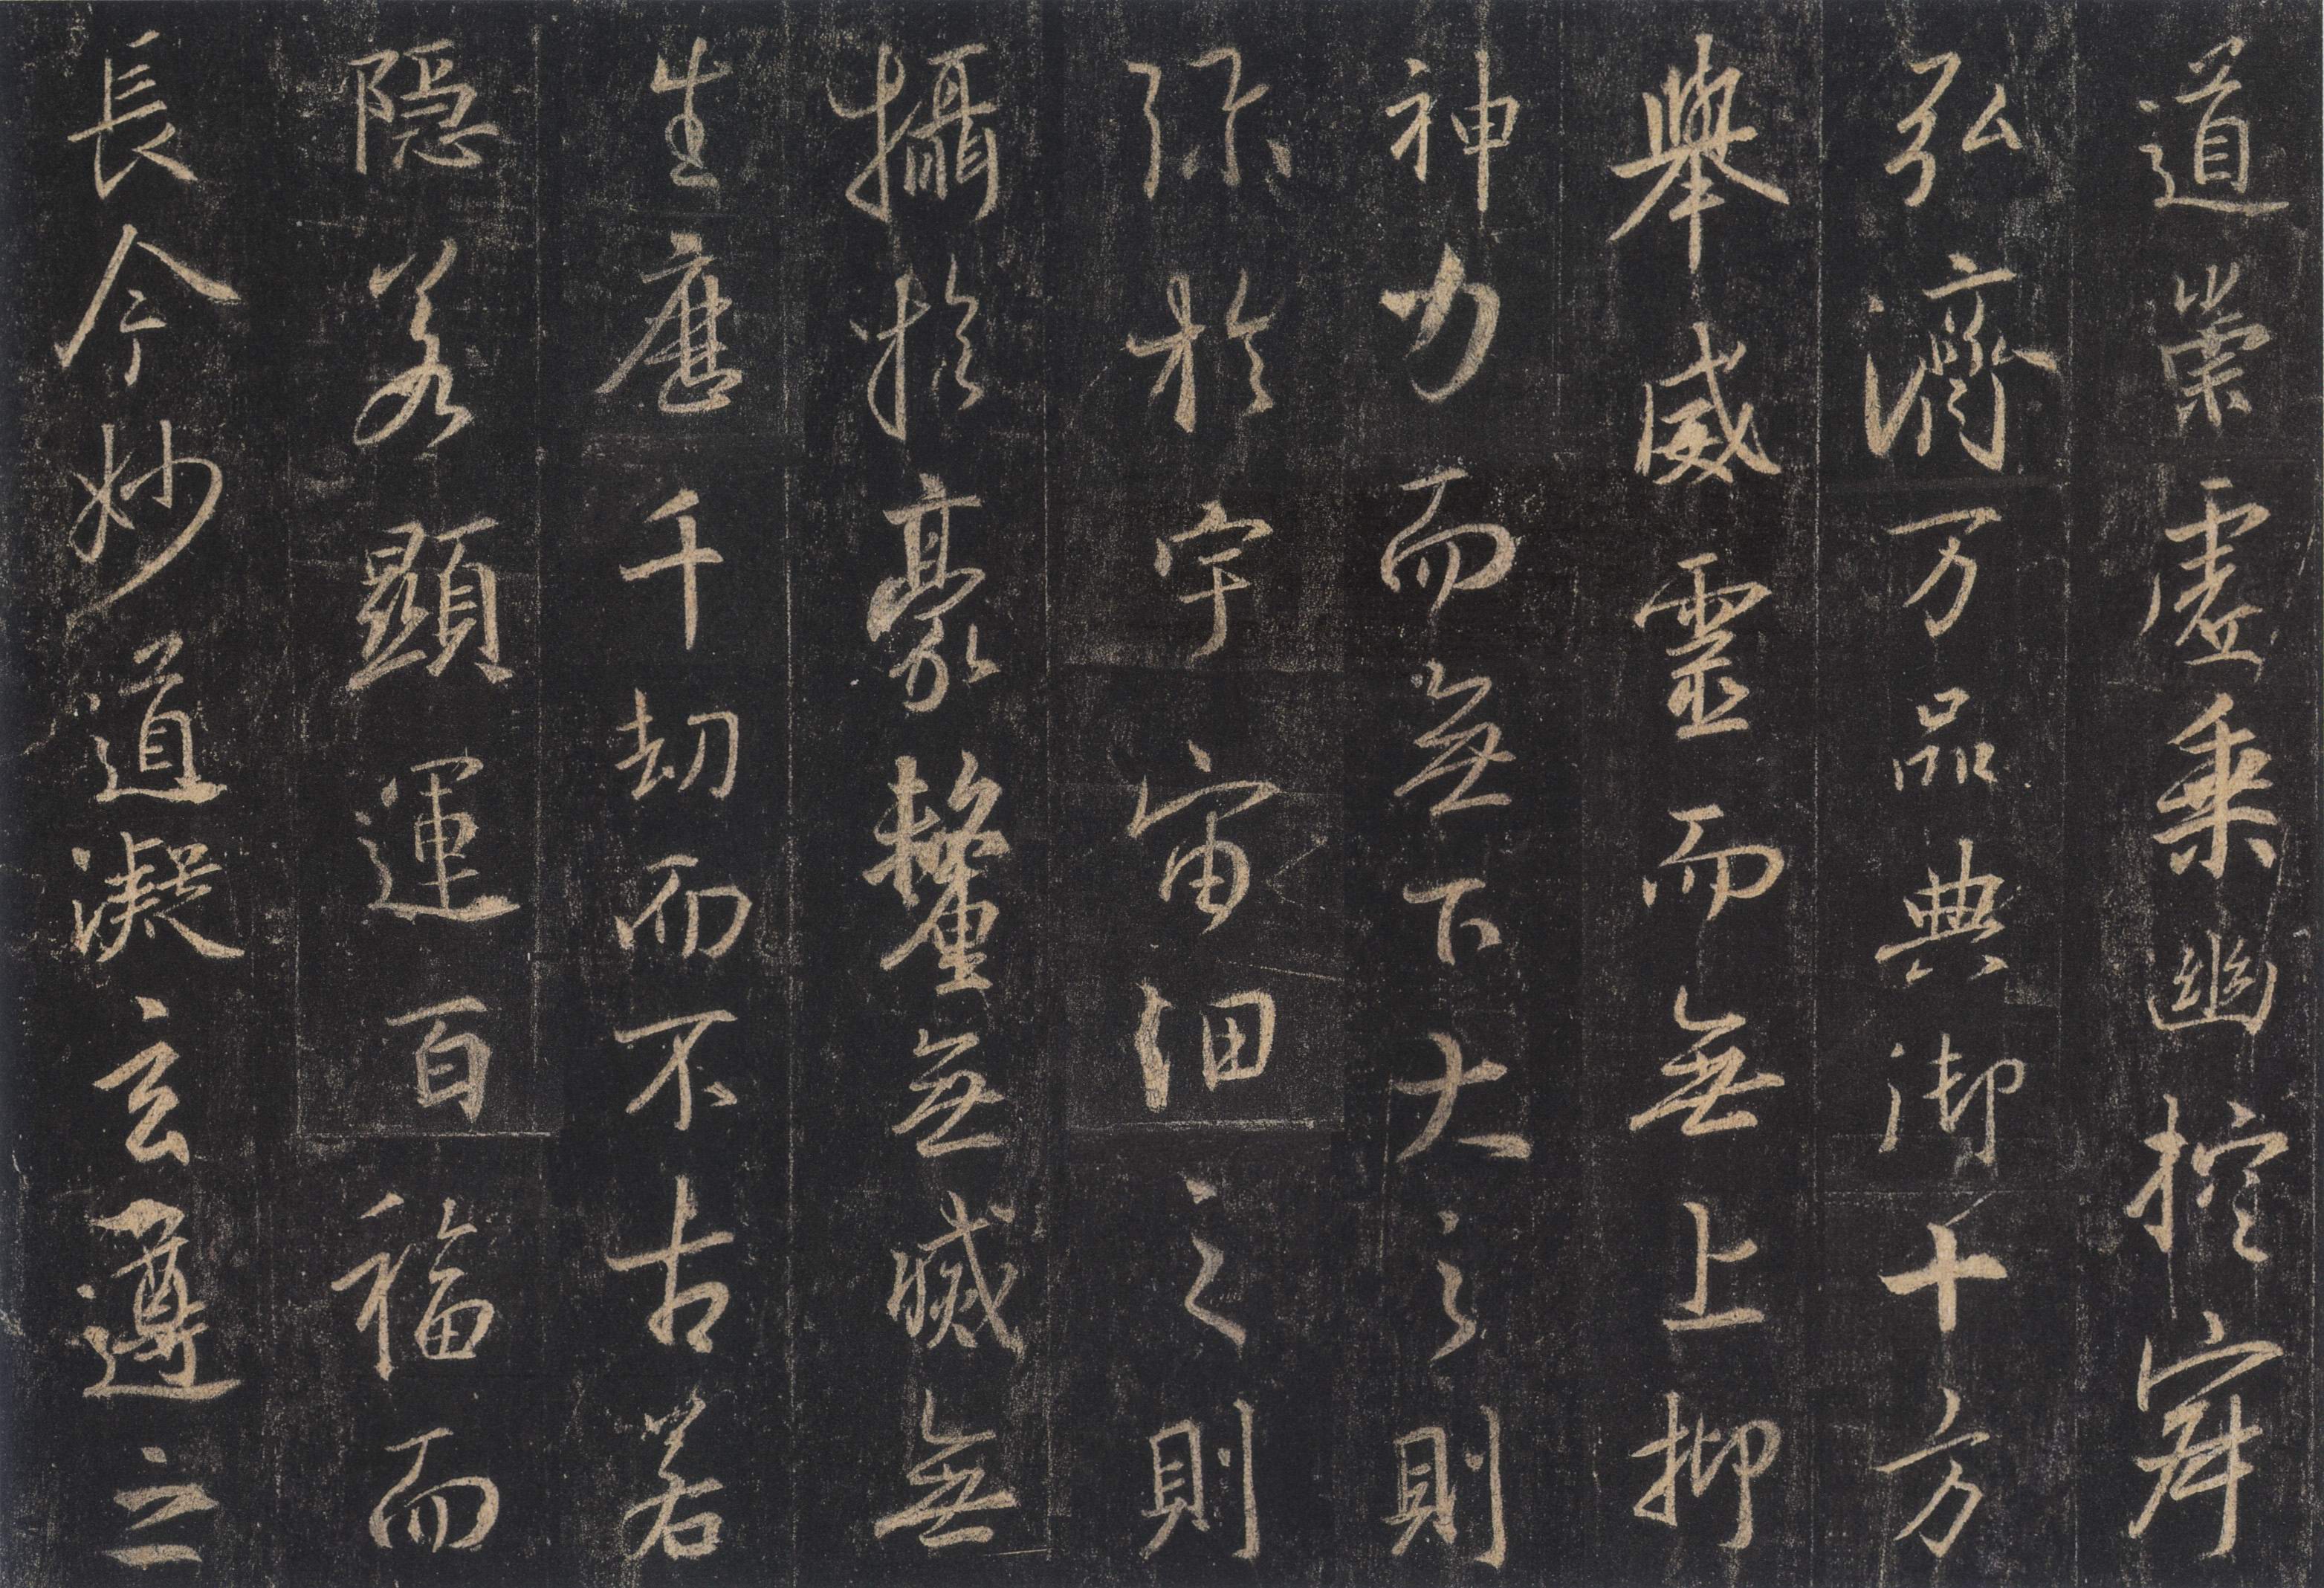 道崇虛乗幽控寂
弘濟万品典御十方
舉威靈而無上抑
神力而無下大之則
弥於宇宙細之則
攝於豪釐無滅無
生歷千劫而不古若
隱若顯運百福而
長今妙道凝玄遵之